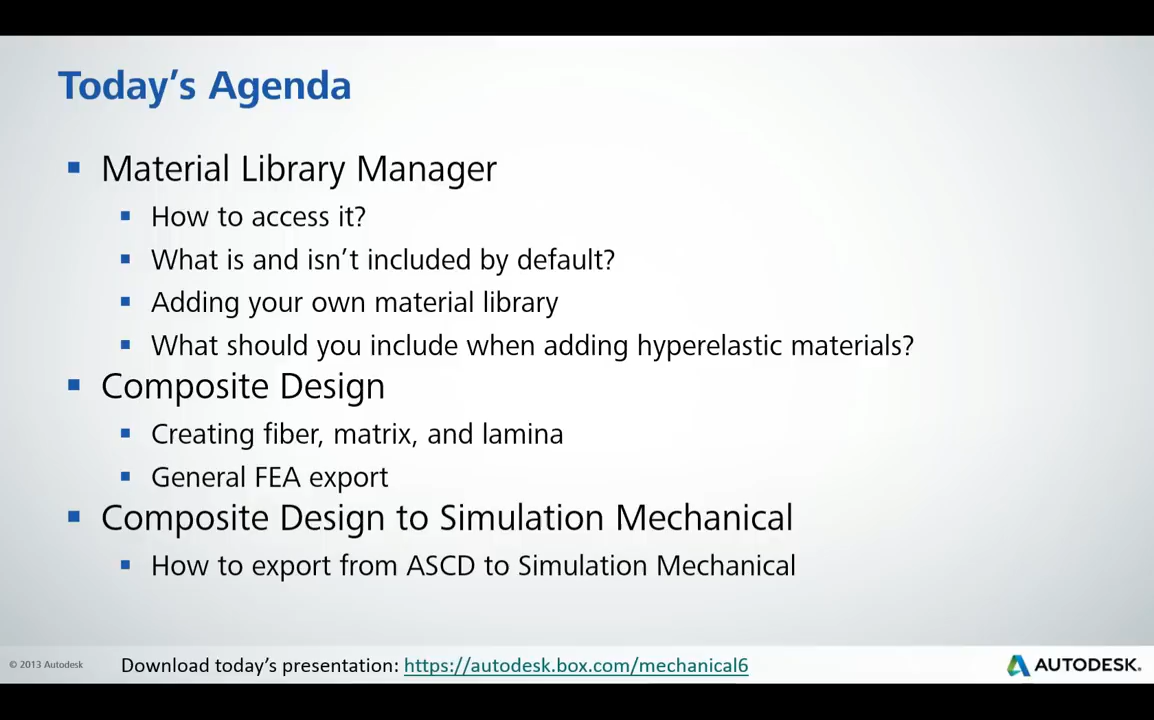 Today's Agenda
Material Library Manager
How to access it?
What is and isn't included by default?
Adding your own material library
What should you include when adding hyperelastic materials?
Composite Design
Creating fiber, matrix, and lamina
General FEA export
Composite Design to Simulation Mechanical
How to export from ASCD to Simulation Mechanical
© 2013 Autodesk
Download today's presentation: https://autodesk.box.com/mechanical6
AUTODESK.